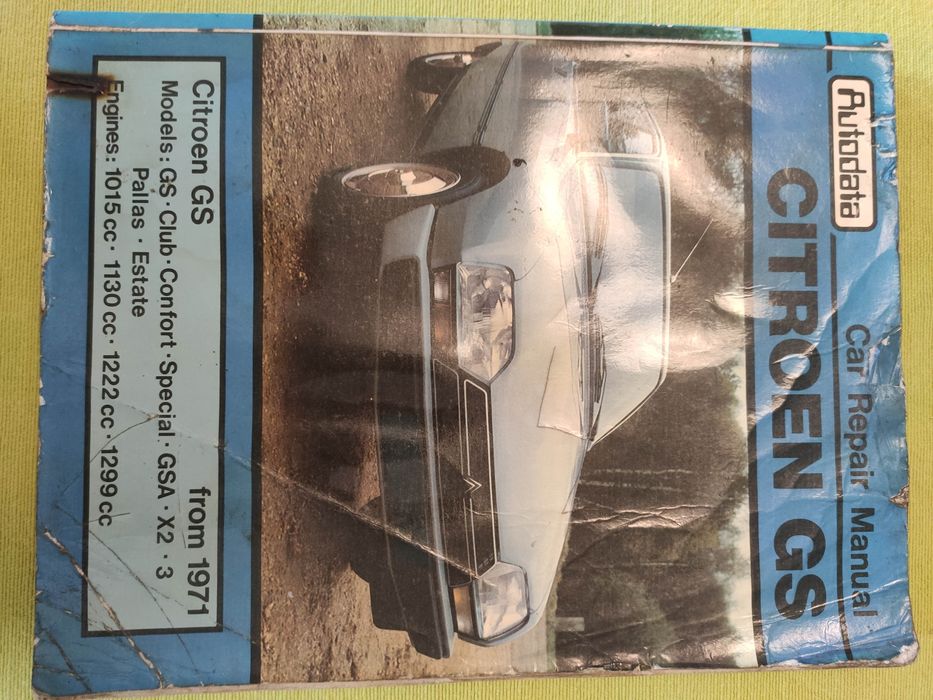 Autodata
Car Repair Manual
CITROEN GS
Citroen GS from 1971
Models: GS · Club · Confort · Special · GSA · X2 · 3
Pallas · Estate
Engines: 1015 cc · 1130 cc · 1222 cc · 1299 cc